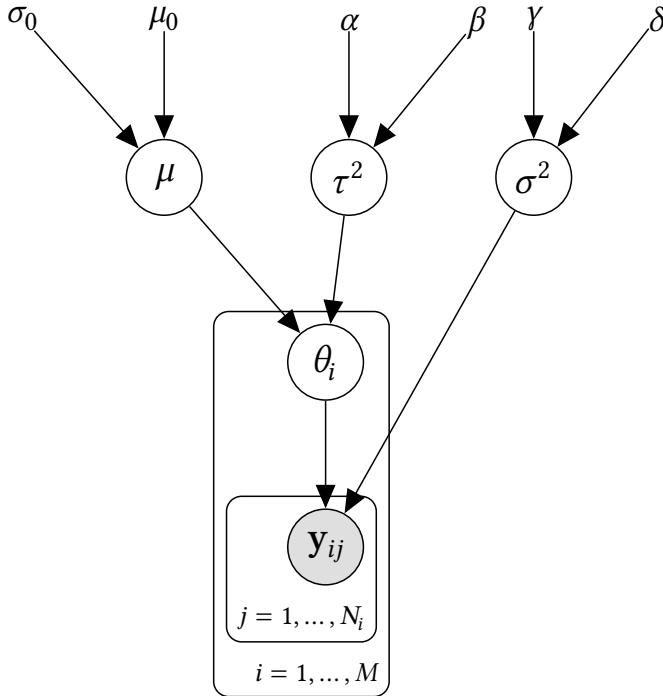 σ₀ μ₀ α β γ δ
μ τ² σ²
θᵢ
yᵢⱼ
j = 1, … , Nᵢ
i = 1, … , M